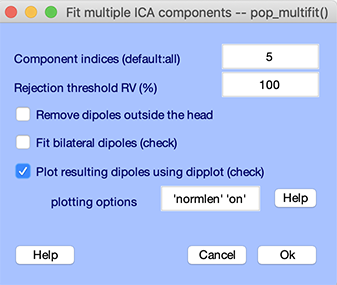 Fit multiple ICA components -- pop_multifit()
Component indices (default:all) 5
Rejection threshold RV (%) 100
Remove dipoles outside the head
Fit bilateral dipoles (check)
Plot resulting dipoles using dipplot (check)
plotting options 'normlen' 'on' Help
Help Cancel Ok